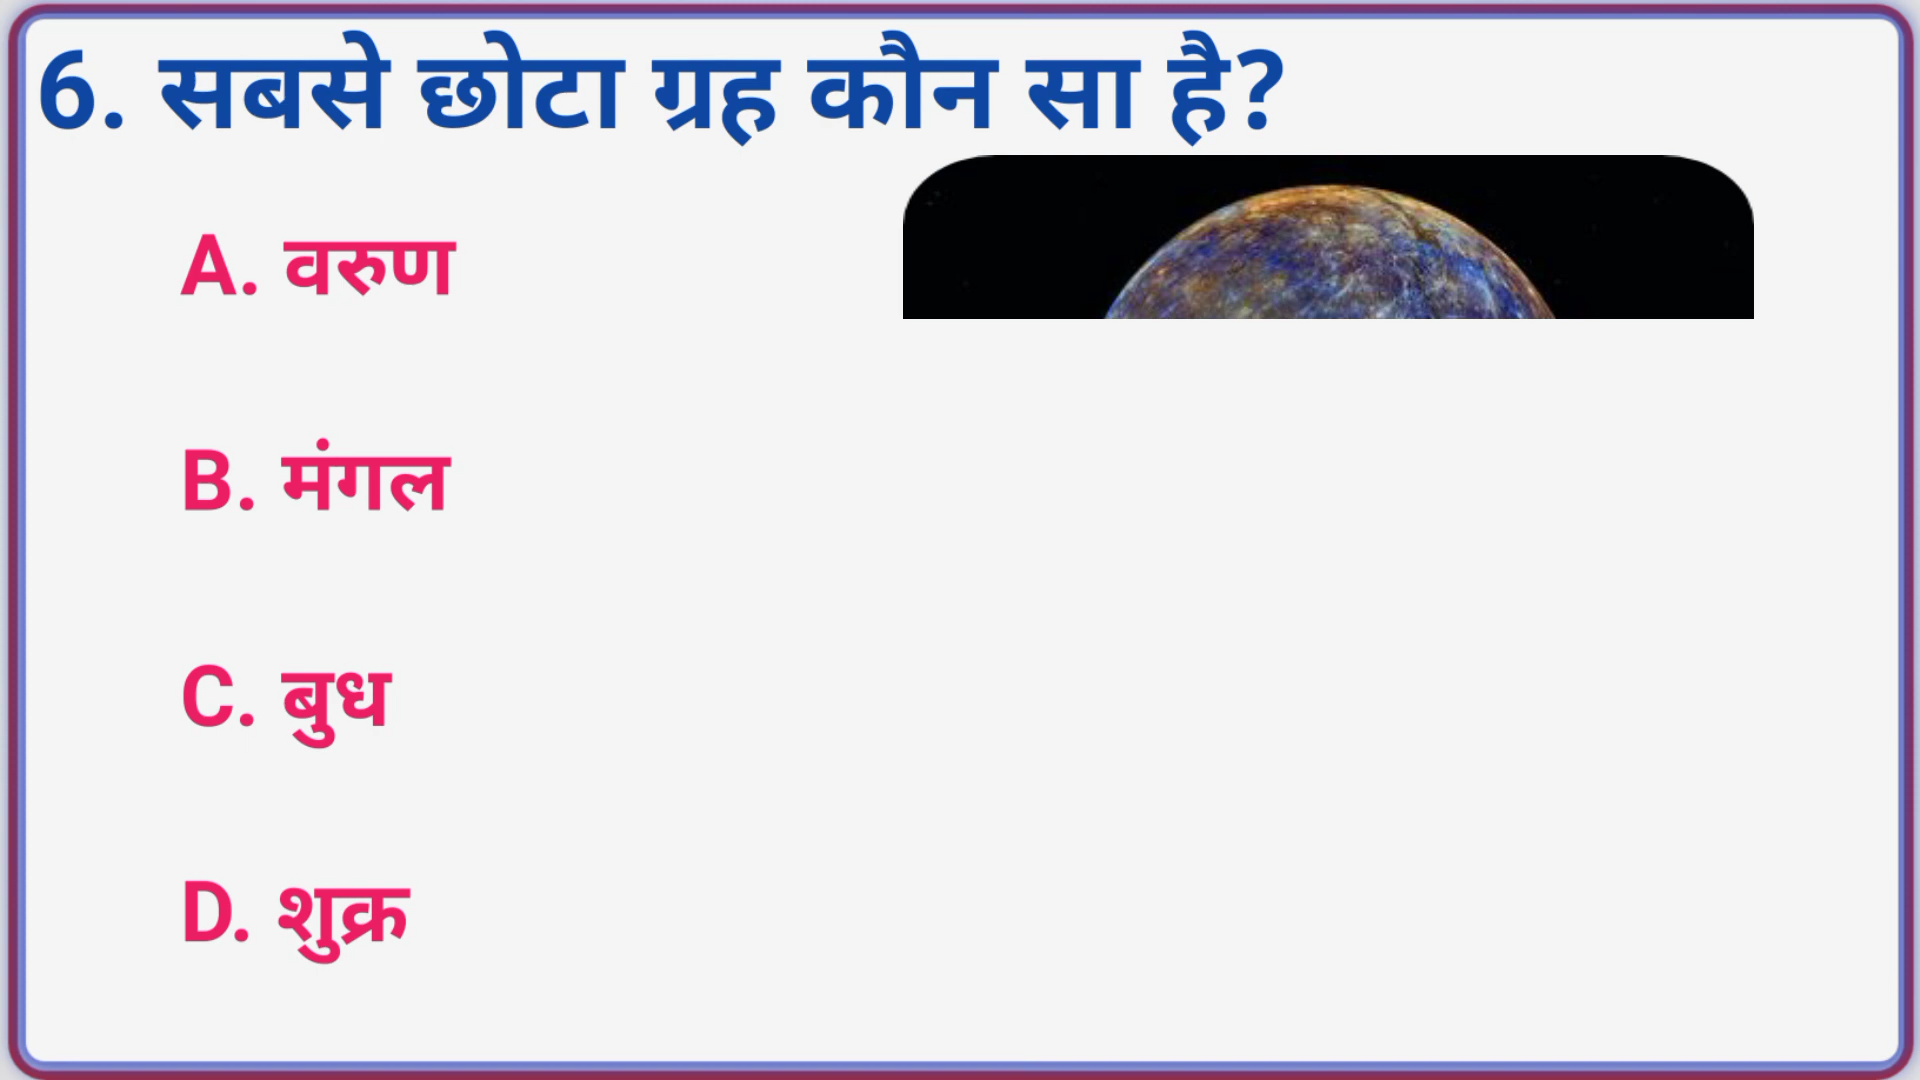 6. सबसे छोटा ग्रह कौन सा है?
A. वरुण
B. मंगल
C. बुध
D. शुक्र